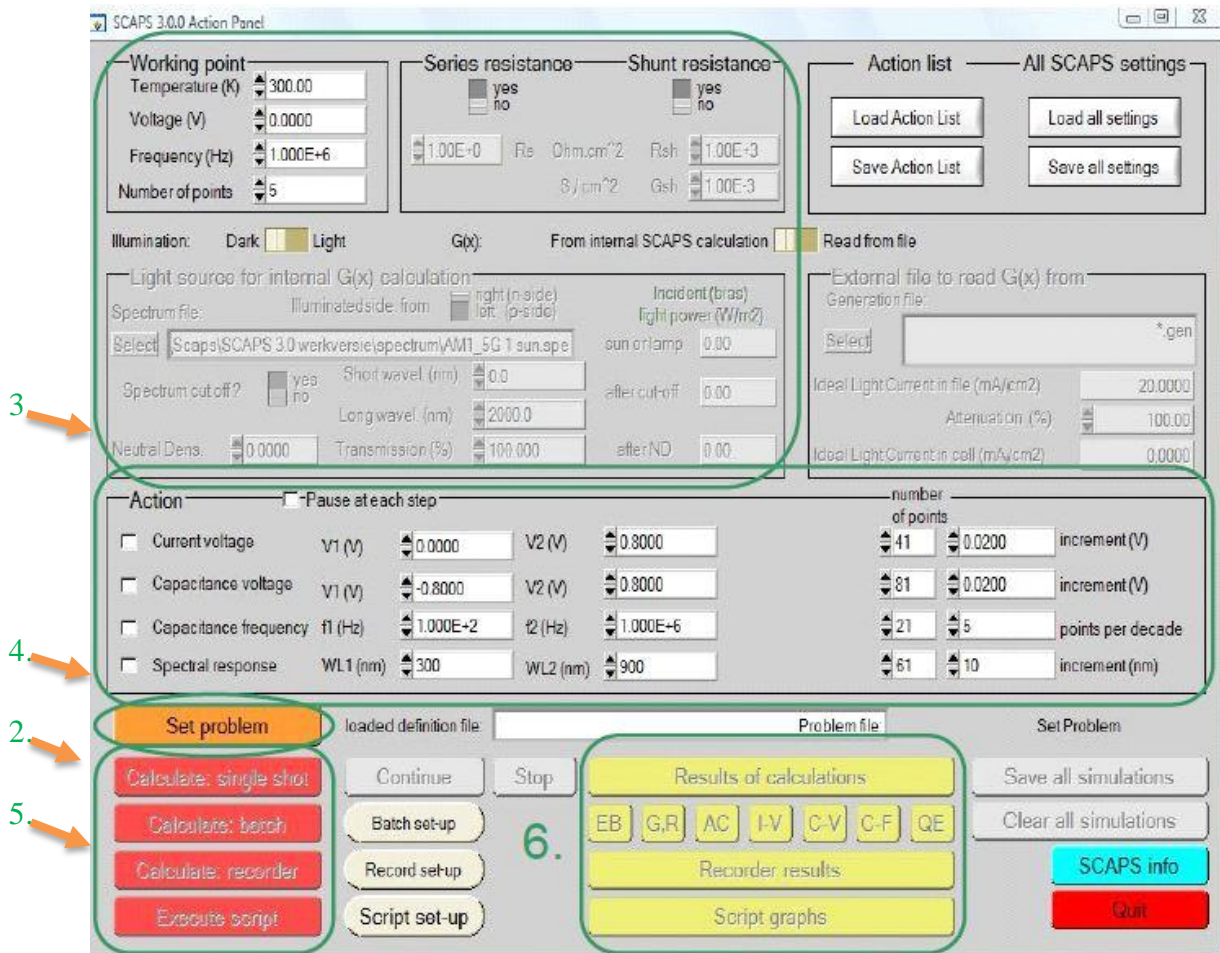 SCAPS 3.0.0 Action Panel
Working point
Temperature (K) 300.00
Voltage (V) 0.0000
Frequency (Hz) 1.000E+6
Number of points 5
Series resistance Shunt resistance
yes yes
no no
1.00E+0 Rs Ohm.cm^2 Rsh 1.00E+3
S / cm^2 Gsh 1.00E-3
Action list All SCAPS settings
Load Action List Load all settings
Save Action List Save all settings
Illumination: Dark Light G(x): From internal SCAPS calculation Read from file
Light source for internal G(x) calculation
Spectrum file: Illuminated side: from right (n-side)
left (p-side)
Incident (bias)
light power (W/m2)
Select Scaps\SCAPS 3.0 werkversie\spectrum\AM1_5G 1 sun.spe sun or lamp 0.00
Spectrum cut off ? yes
no
Short wavel. (nm) 0.0
Long wavel. (nm) 2000.0
after cut-off 0.00
Neutral Dens. 0.0000 Transmission (%) 100.000 after ND 0.00
External file to read G(x) from
Generation file:
Select *.gen
Ideal Light Current in file (mA/cm2) 20.0000
Attenuation (%) 100.00
Ideal Light Current in cell (mA/cm2) 0.0000
3.
Action Pause at each step number
of points
Current voltage V1 (V) 0.0000 V2 (V) 0.8000 41 0.0200 increment (V)
Capacitance voltage V1 (V) -0.8000 V2 (V) 0.8000 81 0.0200 increment (V)
Capacitance frequency f1 (Hz) 1.000E+2 f2 (Hz) 1.000E+6 21 5 points per decade
Spectral response WL1 (nm) 300 WL2 (nm) 900 61 10 increment (nm)
4.
Set problem loaded definition file: Problem file: Set Problem
2.
Calculate: single shot Continue Stop Results of calculations Save all simulations
5.
Calculate: batch Batch set-up 6. EB G,R AC I-V C-V C-F QE Clear all simulations
Calculate: recorder Record set-up Recorder results SCAPS info
Execute script Script set-up Script graphs Quit